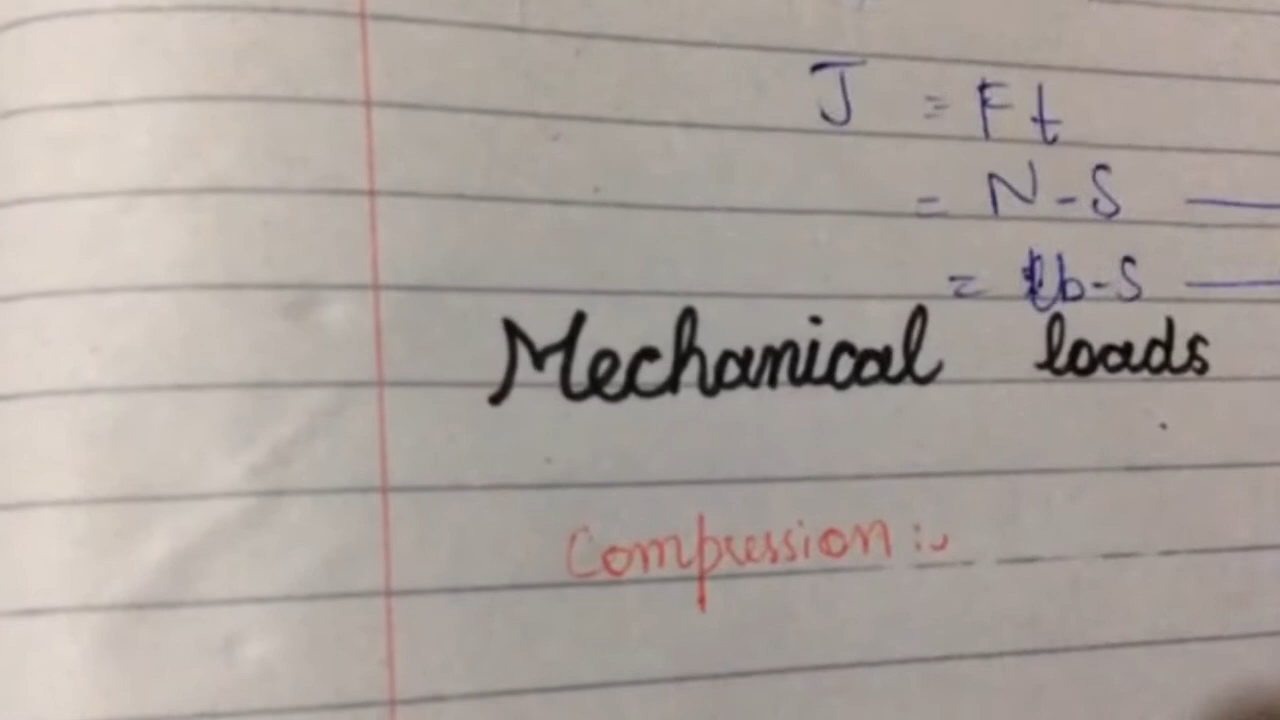 J = Ft
= N-S
= lb-S
Mechanical loads
Compression :-